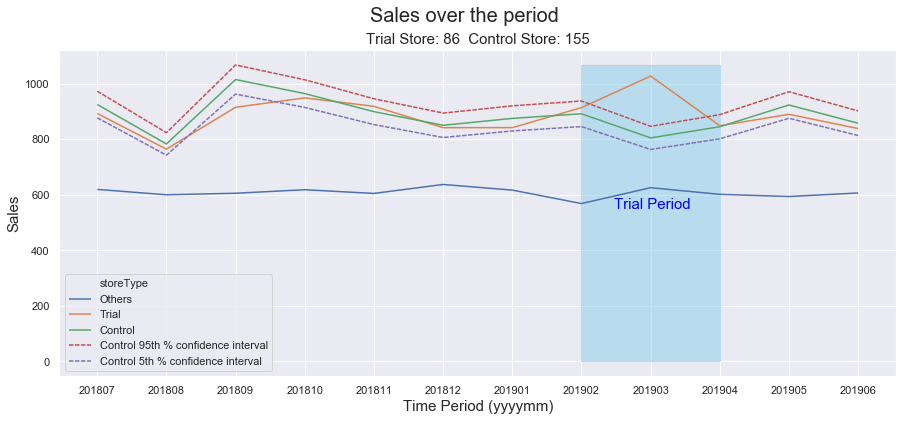 Sales over the period
Trial Store: 86  Control Store: 155
Sales
1000
800
600
400
200
0
Trial Period
storeType
Others
Trial
Control
Control 95th % confidence interval
Control 5th % confidence interval
201807 201808 201809 201810 201811 201812 201901 201902 201903 201904 201905 201906
Time Period (yyyymm)